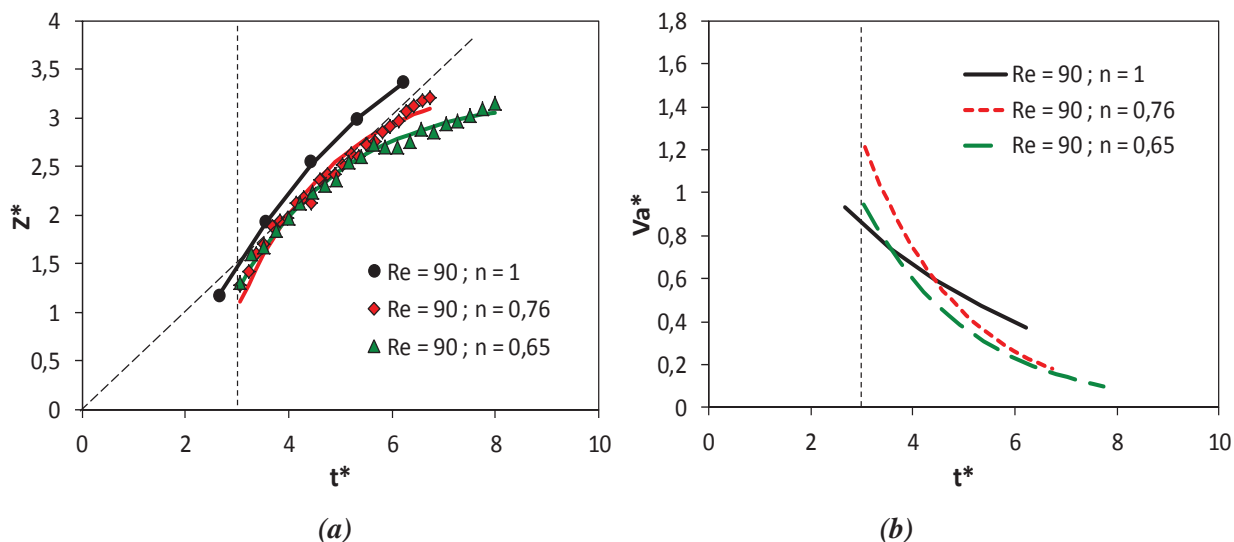 4
3,5
3
2,5
2
1,5
1
0,5
0
Z*
0 2 4 6 8 10
t*
Re = 90 ; n = 1
Re = 90 ; n = 0,76
Re = 90 ; n = 0,65
(a)
1,8
1,6
1,4
1,2
1
0,8
0,6
0,4
0,2
0
Va*
0 2 4 6 8 10
t*
Re = 90 ; n = 1
Re = 90 ; n = 0,76
Re = 90 ; n = 0,65
(b)